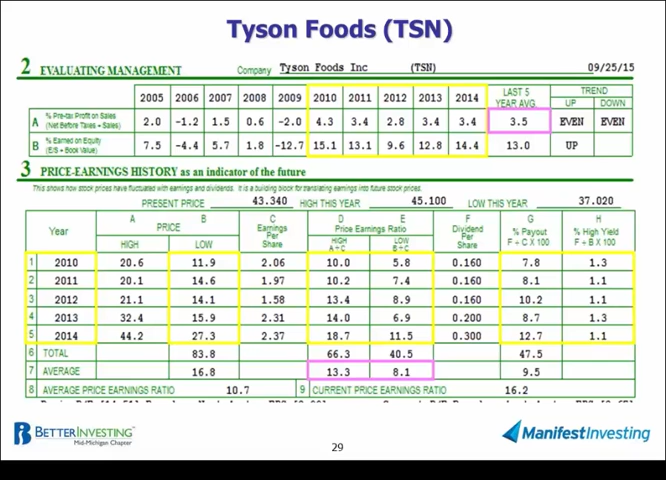 Tyson Foods (TSN)
2 EVALUATING MANAGEMENT Company Tyson Foods Inc (TSN) 09/25/15
2005 2006 2007 2008 2009 2010 2011 2012 2013 2014 LAST 5 YEAR AVG. TREND UP DOWN
A % Pre-tax Profit on Sales (Net Before Taxes ÷ Sales) 2.0 -1.2 1.5 0.6 -2.0 4.3 3.4 2.8 3.4 3.4 3.5 EVEN EVEN
B % Earned on Equity (E/S ÷ Book Value) 7.5 -4.4 5.7 1.8 -12.7 15.1 13.1 9.6 12.8 14.4 13.0 UP
3 PRICE-EARNINGS HISTORY as an indicator of the future
This shows how stock prices have fluctuated with earnings and dividends. It is a building block for translating earnings into future stock prices.
PRESENT PRICE 43.340 HIGH THIS YEAR 45.100 LOW THIS YEAR 37.020
Year A B PRICE HIGH LOW C Earnings Per Share D E Price Earnings Ratio HIGH A ÷ C LOW B ÷ C F Dividend Per Share G % Payout F ÷ C X 100 H % High Yield F ÷ B X 100
1 2010 20.6 11.9 2.06 10.0 5.8 0.160 7.8 1.3
2 2011 20.1 14.6 1.97 10.2 7.4 0.160 8.1 1.1
3 2012 21.1 14.1 1.58 13.4 8.9 0.160 10.2 1.1
4 2013 32.4 15.9 2.31 14.0 6.9 0.200 8.7 1.3
5 2014 44.2 27.3 2.37 18.7 11.5 0.300 12.7 1.1
6 TOTAL 83.8 66.3 40.5 47.5
7 AVERAGE 16.8 13.3 8.1 9.5
8 AVERAGE PRICE EARNINGS RATIO 10.7 9 CURRENT PRICE EARNINGS RATIO 16.2
BETTERINVESTING™
Mid-Michigan Chapter
29
ManifestInvesting